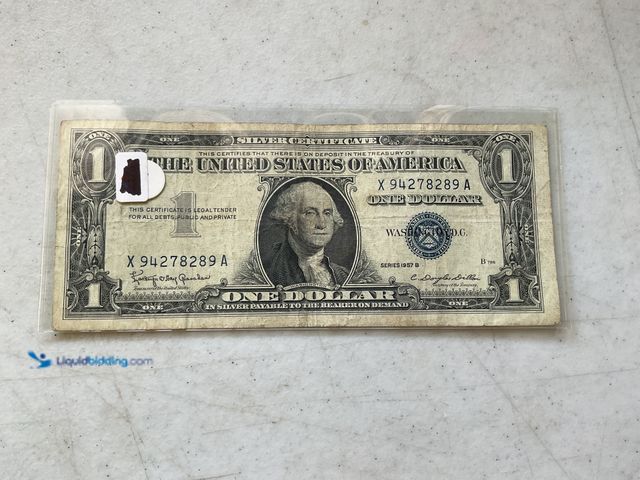 ONE
ONE
SILVER CERTIFICATE
1
THIS CERTIFIES THAT THERE IS ON DEPOSIT IN THE TREASURY OF
THE UNITED STATES OF AMERICA
1
X 94278289 A
ONE DOLLAR
1
THIS CERTIFICATE IS LEGAL TENDER
FOR ALL DEBTS, PUBLIC AND PRIVATE
WASHINGTON, D.C.
X 94278289 A
SERIES 1957 B
B
1
ONE
ONE DOLLAR
IN SILVER PAYABLE TO THE BEARER ON DEMAND
ONE
1
Liquidbidding.com